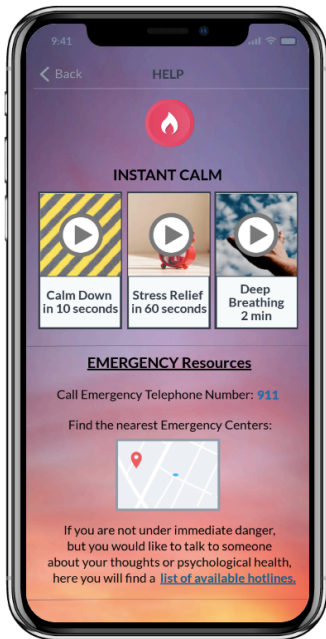 9:41
Back HELP
INSTANT CALM
Calm Down
in 10 seconds
Stress Relief
in 60 seconds
Deep
Breathing
2 min
EMERGENCY Resources
Call Emergency Telephone Number: 911
Find the nearest Emergency Centers:
If you are not under immediate danger,
but you would like to talk to someone
about your thoughts or psychological health,
here you will find a list of available hotlines.